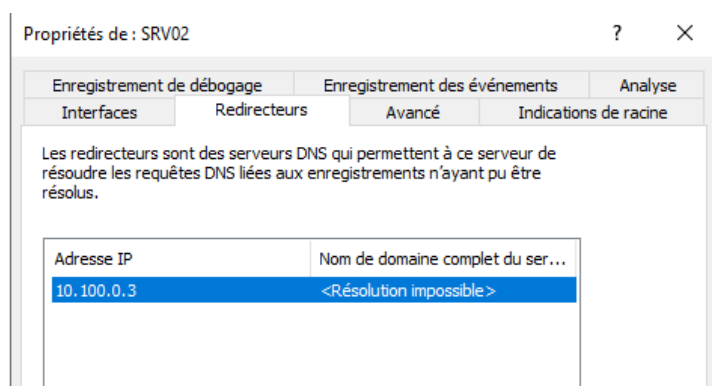 Propriétés de : SRV02 ? ×
Enregistrement de débogage Enregistrement des événements Analyse
Interfaces Redirecteurs Avancé Indications de racine
Les redirecteurs sont des serveurs DNS qui permettent à ce serveur de
résoudre les requêtes DNS liées aux enregistrements n'ayant pu être
résolus.
Adresse IP Nom de domaine complet du ser...
10.100.0.3 <Résolution impossible>